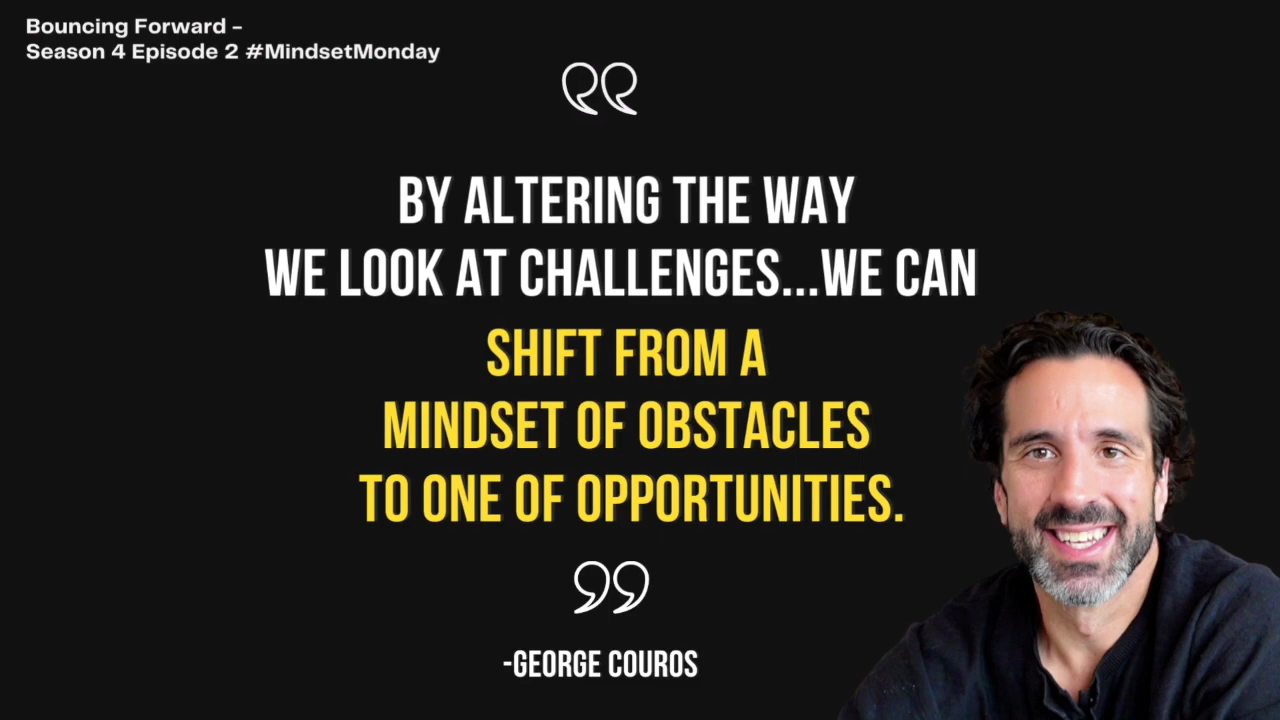 Bouncing Forward –
Season 4 Episode 2 #MindsetMonday
BY ALTERING THE WAY
WE LOOK AT CHALLENGES...WE CAN
SHIFT FROM A
MINDSET OF OBSTACLES
TO ONE OF OPPORTUNITIES.
-GEORGE COUROS